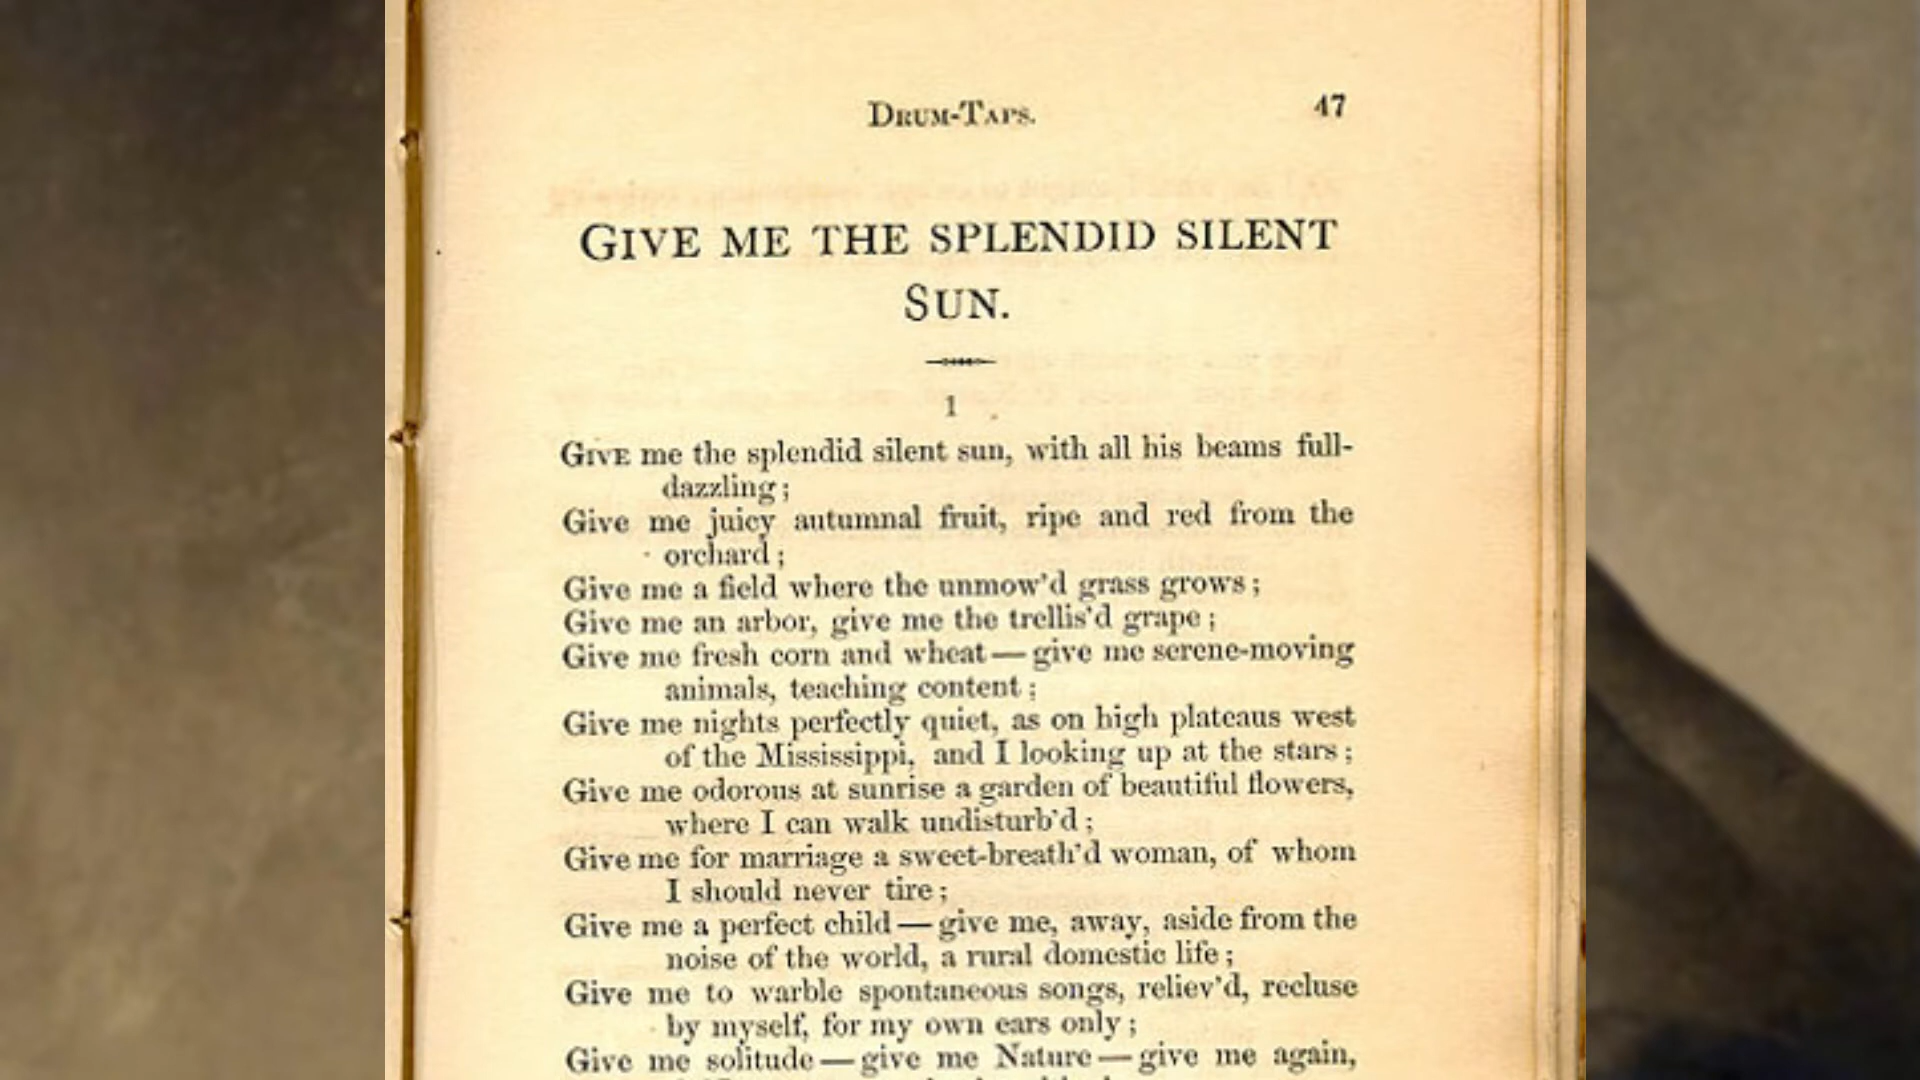 DRUM-TAPS. 47
GIVE ME THE SPLENDID SILENT
SUN.
1
GIVE me the splendid silent sun, with all his beams full-
dazzling;
Give me juicy autumnal fruit, ripe and red from the
orchard;
Give me a field where the unmow'd grass grows;
Give me an arbor, give me the trellis'd grape;
Give me fresh corn and wheat—give me serene-moving
animals, teaching content;
Give me nights perfectly quiet, as on high plateaus west
of the Mississippi, and I looking up at the stars;
Give me odorous at sunrise a garden of beautiful flowers,
where I can walk undisturb'd;
Give me for marriage a sweet-breath'd woman, of whom
I should never tire;
Give me a perfect child—give me, away, aside from the
noise of the world, a rural domestic life;
Give me to warble spontaneous songs, reliev'd, recluse
by myself, for my own ears only;
Give me solitude—give me Nature—give me again,